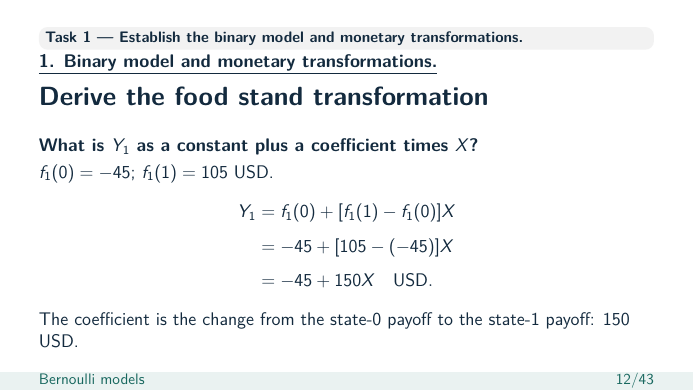 Task 1 — Establish the binary model and monetary transformations.
1. Binary model and monetary transformations.
Derive the food stand transformation
What is Y₁ as a constant plus a coefficient times X?
f₁(0) = −45; f₁(1) = 105 USD.
Y₁ = f₁(0) + [f₁(1) − f₁(0)]X
= −45 + [105 − (−45)]X
= −45 + 150X USD.
The coefficient is the change from the state-0 payoff to the state-1 payoff: 150
USD.
Bernoulli models 12/43